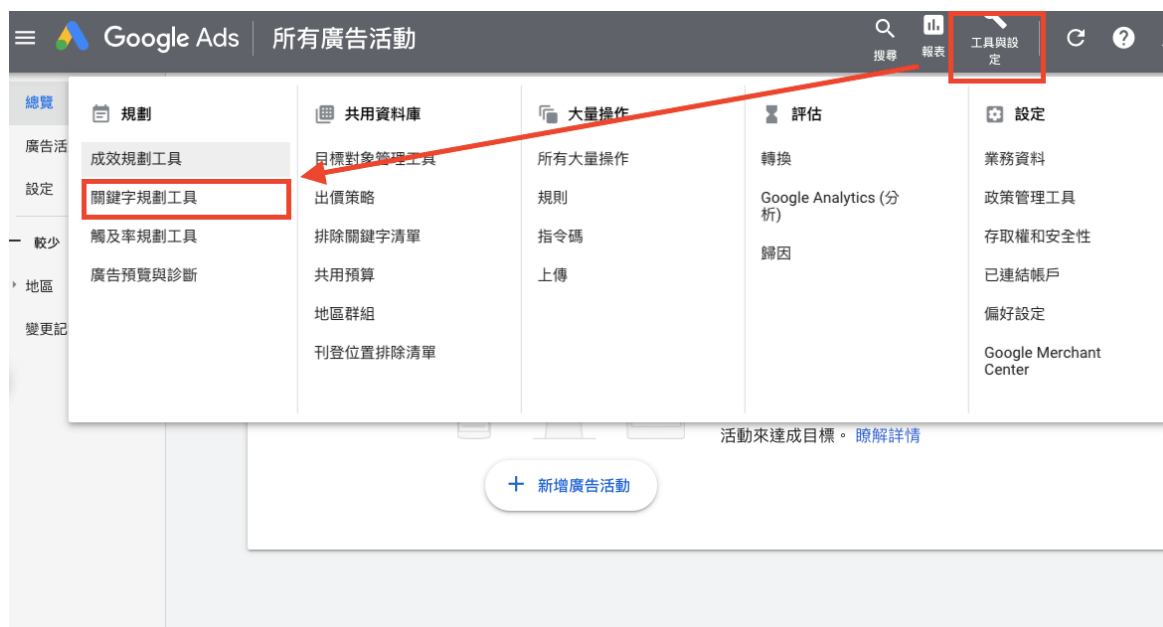 Google Ads
所有廣告活動
搜尋
報表
工具與設
定
總覽
廣告活
設定
較少
地區
變更記
規劃
成效規劃工具
關鍵字規劃工具
觸及率規劃工具
廣告預覽與診斷
共用資料庫
目標對象管理工具
出價策略
排除關鍵字清單
共用預算
地區群組
刊登位置排除清單
大量操作
所有大量操作
規則
指令碼
上傳
評估
轉換
Google Analytics (分
析)
歸因
設定
業務資料
政策管理工具
存取權和安全性
已連結帳戶
偏好設定
Google Merchant
Center
活動來達成目標。 瞭解詳情
新增廣告活動